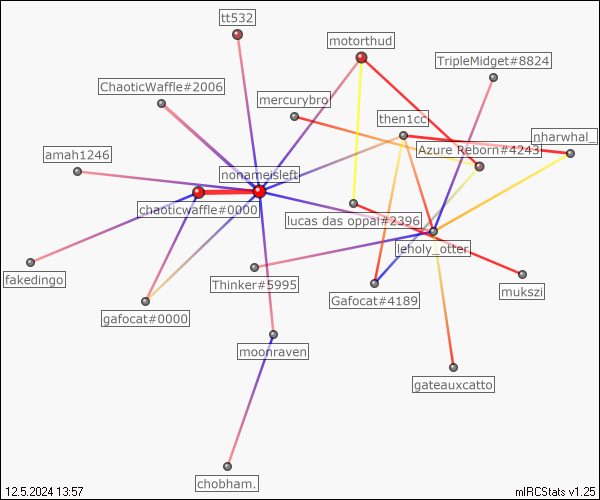 tt532
motorthud
TripleMidget#8824
ChaoticWaffle#2006
mercurybro
then1cc
nharwhal_
Azure Reborn#4243
amah1246
nonameisleft
chaoticwaffle#0000
lucas das oppai#2396
leholy_otter
fakedingo
Thinker#5995
Gafocat#4189
mukszi
gafocat#0000
moonraven
gateauxcatto
chobham.
12.5.2024 13:57
mIRCStats v1.25